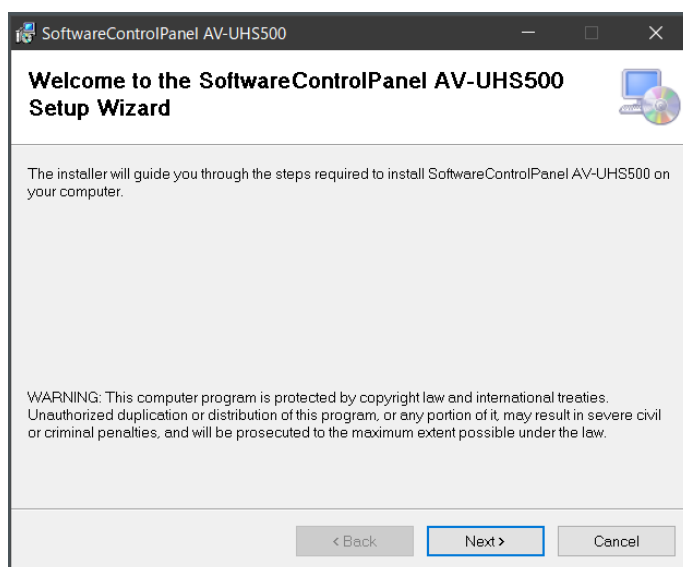 SoftwareControlPanel AV-UHS500
Welcome to the SoftwareControlPanel AV-UHS500
Setup Wizard
The installer will guide you through the steps required to install SoftwareControlPanel AV-UHS500 on
your computer.
WARNING: This computer program is protected by copyright law and international treaties.
Unauthorized duplication or distribution of this program, or any portion of it, may result in severe civil
or criminal penalties, and will be prosecuted to the maximum extent possible under the law.
< Back
Next >
Cancel